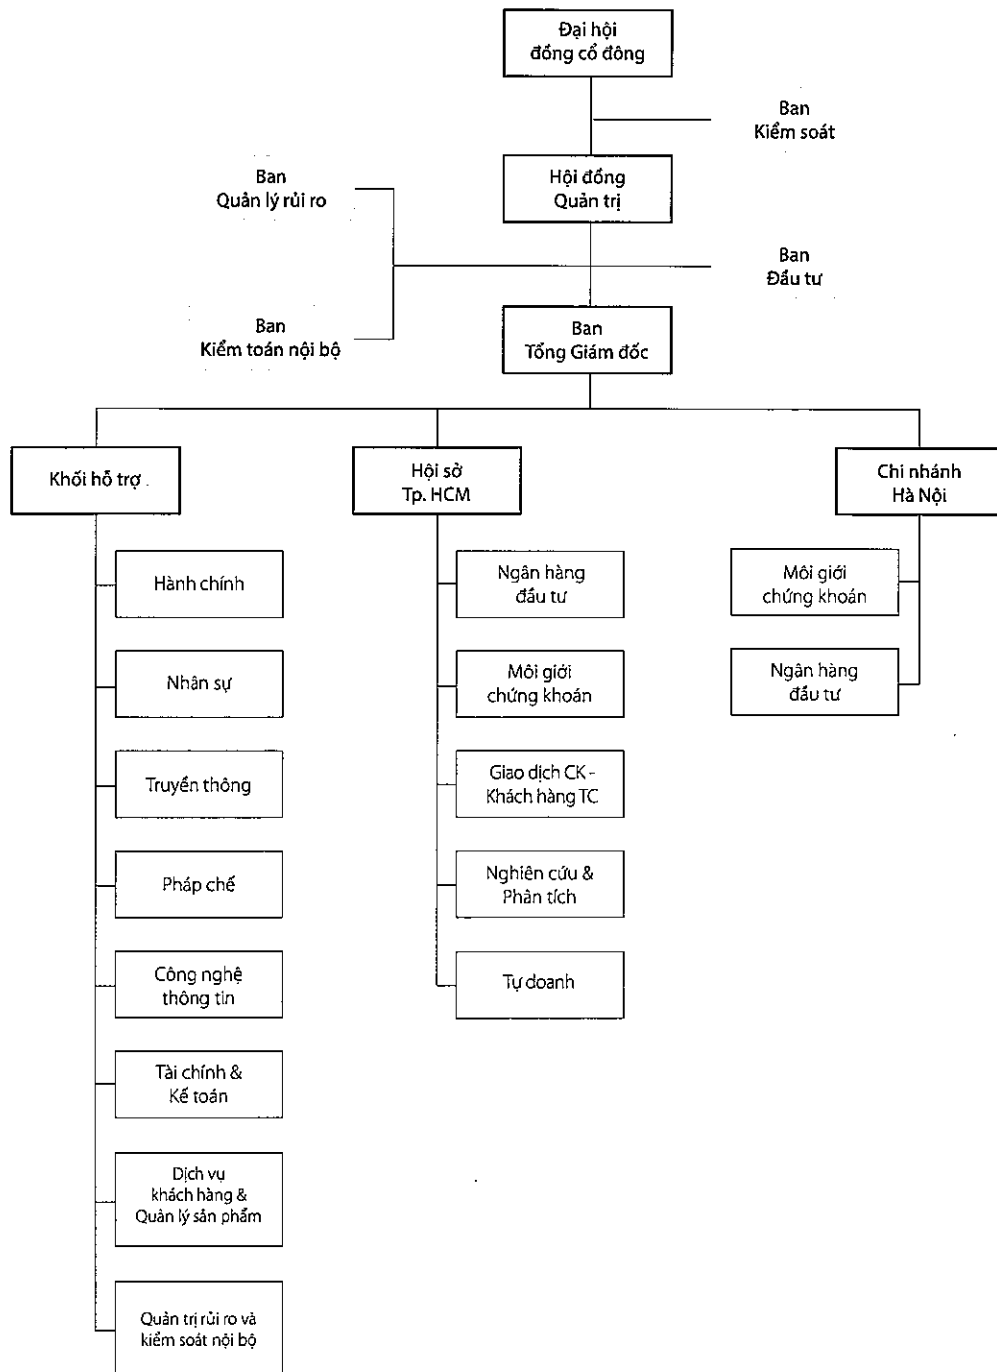 Đại hội
đồng cổ đông
Ban
Kiểm soát
Hội đồng
Quản trị
Ban
Quản lý rủi ro
Ban
Đầu tư
Ban
Kiểm toán nội bộ
Ban
Tổng Giám đốc
Khối hỗ trợ
Hành chính
Nhân sự
Truyền thông
Pháp chế
Công nghệ
thông tin
Tài chính &
Kế toán
Dịch vụ
khách hàng &
Quản lý sản phẩm
Quản trị rủi ro và
kiểm soát nội bộ
Hội sở
Tp. HCM
Ngân hàng
đầu tư
Môi giới
chứng khoán
Giao dịch CK -
Khách hàng TC
Nghiên cứu &
Phân tích
Tự doanh
Chi nhánh
Hà Nội
Môi giới
chứng khoán
Ngân hàng
đầu tư